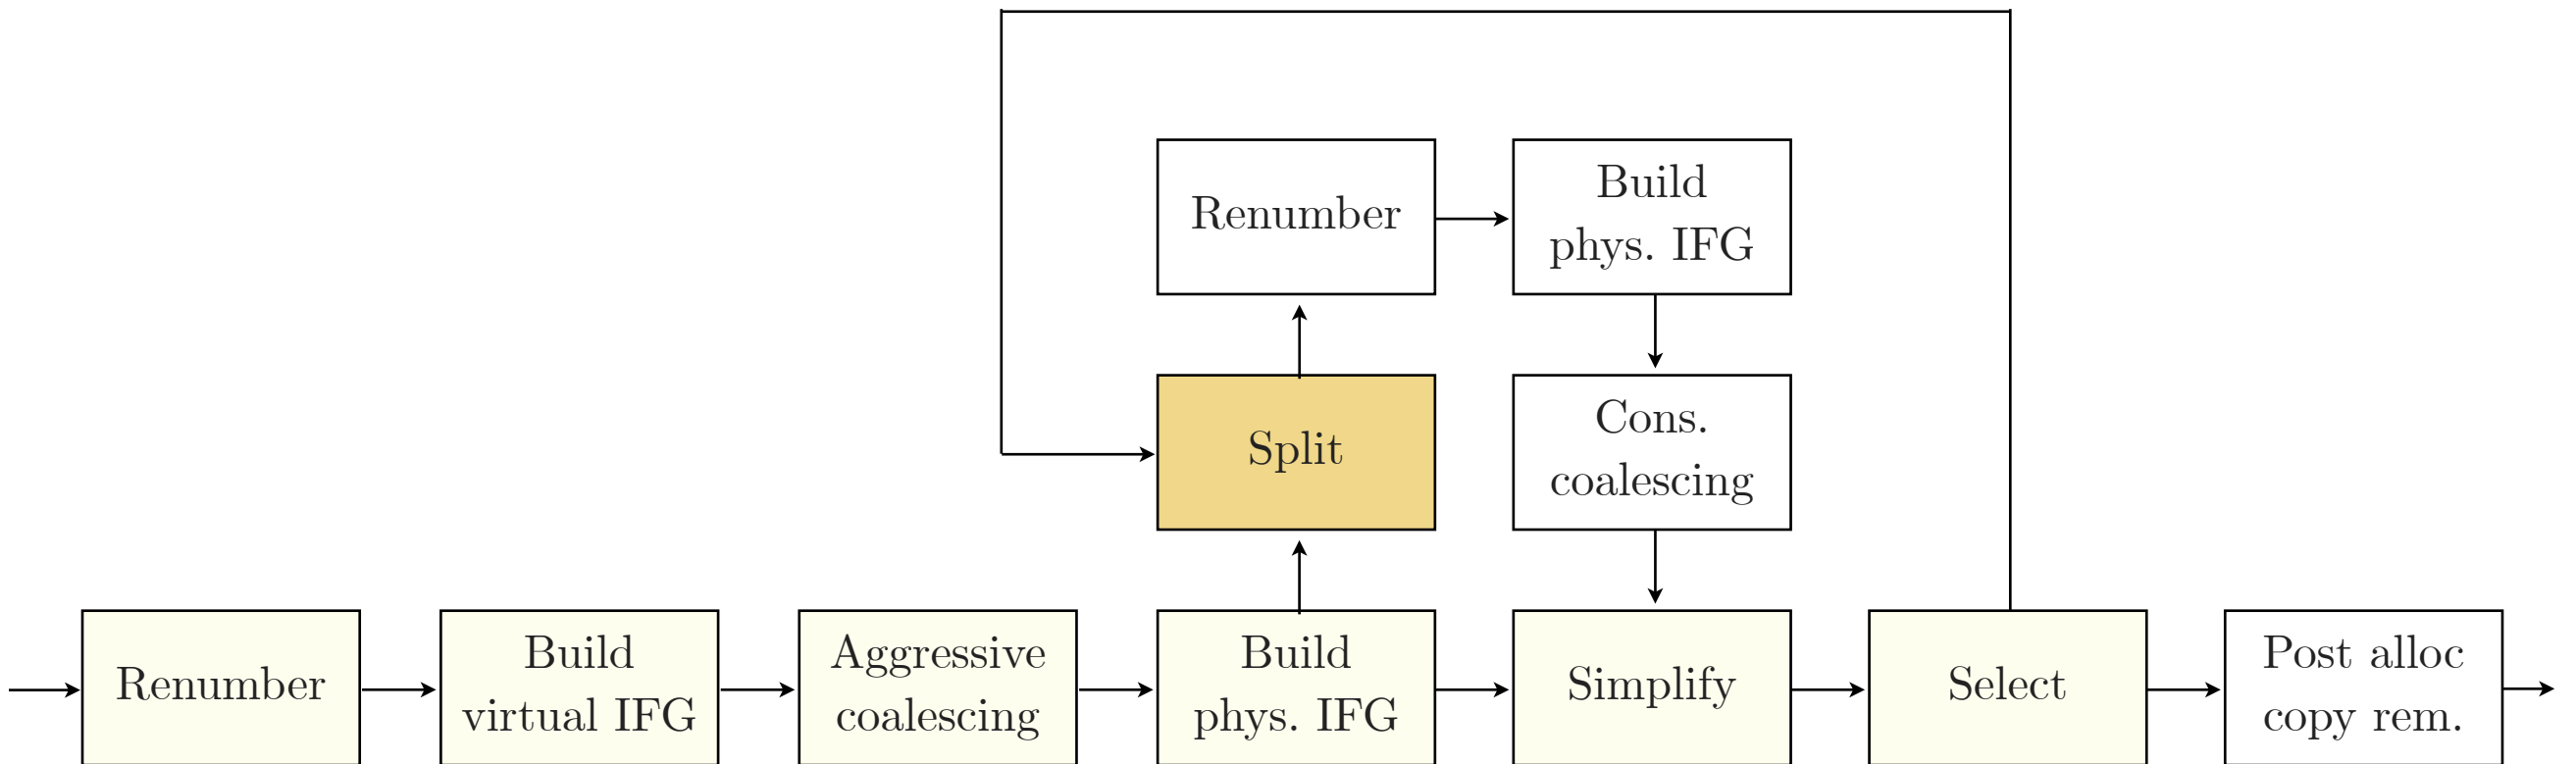 Renumber
Build
phys. IFG
Split
Cons.
coalescing
Renumber
Build
virtual IFG
Aggressive
coalescing
Build
phys. IFG
Simplify
Select
Post alloc
copy rem.